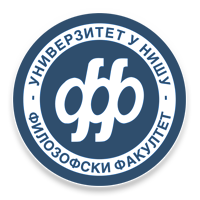 - УНИВЕРЗИТЕТ У НИШУ -
ффф
ФИЛОЗОФСКИ ФАКУЛТЕТ